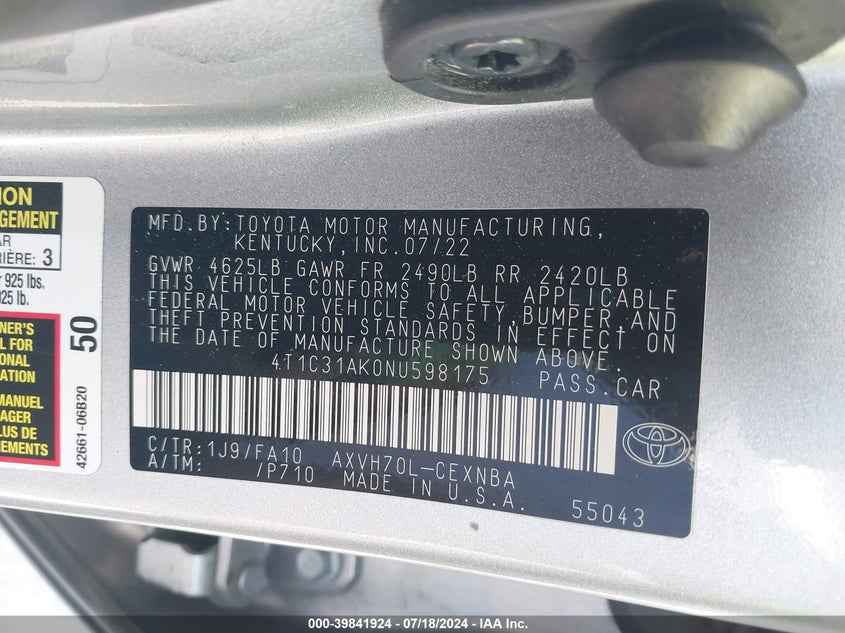 ION
GEMENT
AR
RIÈRE: 3
r 925 lbs.
925 lb.
NER'S
L FOR
ONAL
ATION
MANUEL
AGER
LUS DE
NEMENTS
50
42661-06B20
MFD.BY:TOYOTA MOTOR MANUFACTURING,
KENTUCKY,INC.07/22
GVWR 4625LB GAWR FR 2490LB RR 2420LB
THIS VEHICLE CONFORMS TO ALL APPLICABLE
FEDERAL MOTOR VEHICLE SAFETY,BUMPER,AND
THEFT PREVENTION STANDARDS IN EFFECT ON
THE DATE OF MANUFACTURE SHOWN ABOVE.
4T1C31AK0NU598175 PASS.CAR
C/TR:1J9/FA10 AXVH70L-CEXNBA
A/TM: /P710 MADE IN U.S.A.
55043
000-39841924 - 07/18/2024 - IAA Inc.